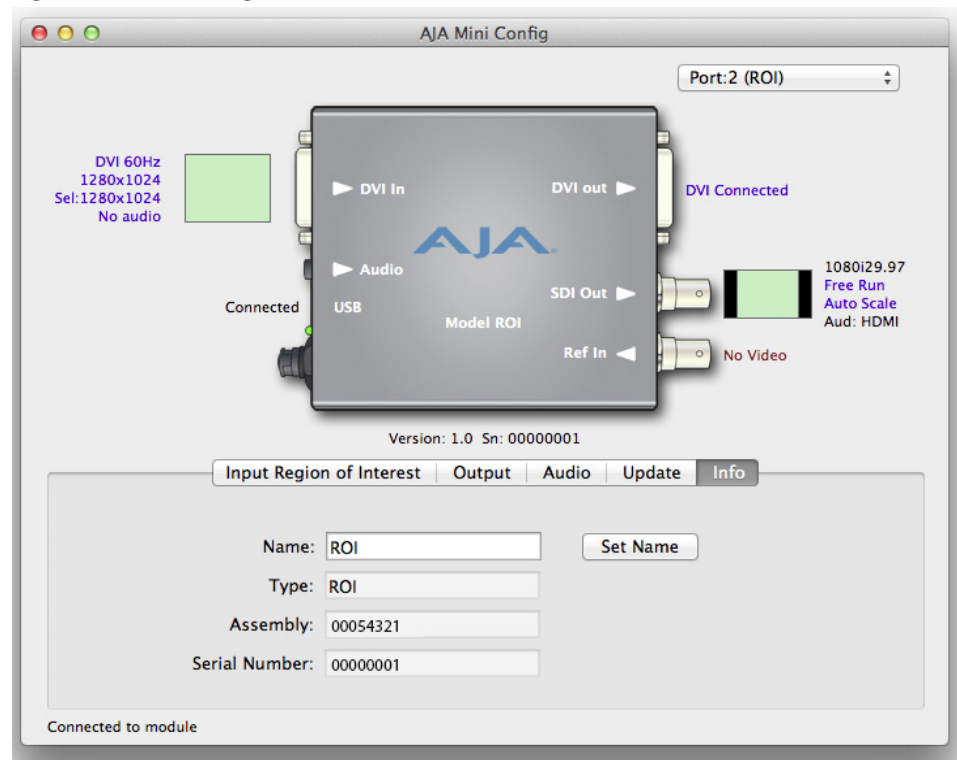 AJA Mini Config
Port:2 (ROI)
DVI 60Hz
1280x1024
Sel:1280x1024
No audio
DVI In
DVI out
DVI Connected
AJA.
Audio
1080i29.97
Free Run
Auto Scale
Aud: HDMI
Connected
USB
SDI Out
Model ROI
Ref In
No Video
Version: 1.0 Sn: 00000001
Input Region of Interest
Output
Audio
Update
Info
Name: ROI
Set Name
Type: ROI
Assembly: 00054321
Serial Number: 00000001
Connected to module